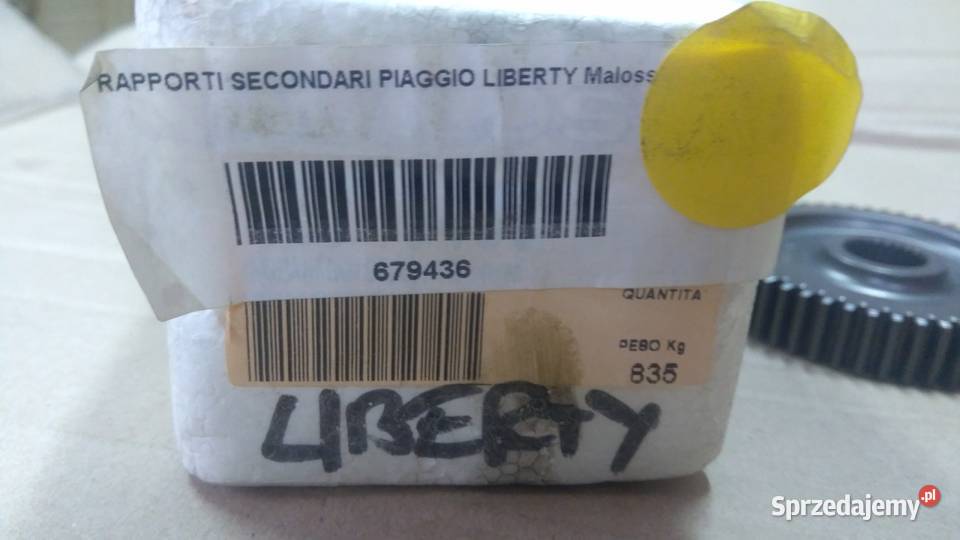 RAPPORTI SECONDARI PIAGGIO LIBERTY Maloss
679436
QUANTITA
PESO Kg
835
LIBERTY
Sprzedajemy.pl